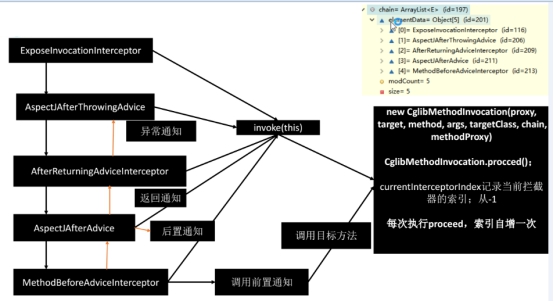 chain= ArrayList<E> (id=197)
elementData= Object[5] (id=201)
[0]= ExposeInvocationInterceptor (id=116)
[1]= AspectJAfterThrowingAdvice (id=206)
[2]= AfterReturningAdviceInterceptor (id=209)
[3]= AspectJAfterAdvice (id=211)
[4]= MethodBeforeAdviceInterceptor (id=213)
modCount= 5
size= 5
ExposeInvocationInterceptor
AspectJAfterThrowingAdvice
异常通知
invoke(this)
AfterReturningAdviceInterceptor
返回通知
AspectJAfterAdvice
后置通知
MethodBeforeAdviceInterceptor
调用前置通知
调用目标方法
new CglibMethodInvocation(proxy,
target, method, args, targetClass, chain,
methodProxy)
CglibMethodInvocation.procced();
currentInterceptorIndex记录当前拦截
器的索引；从-1
每次执行proceed，索引自增一次